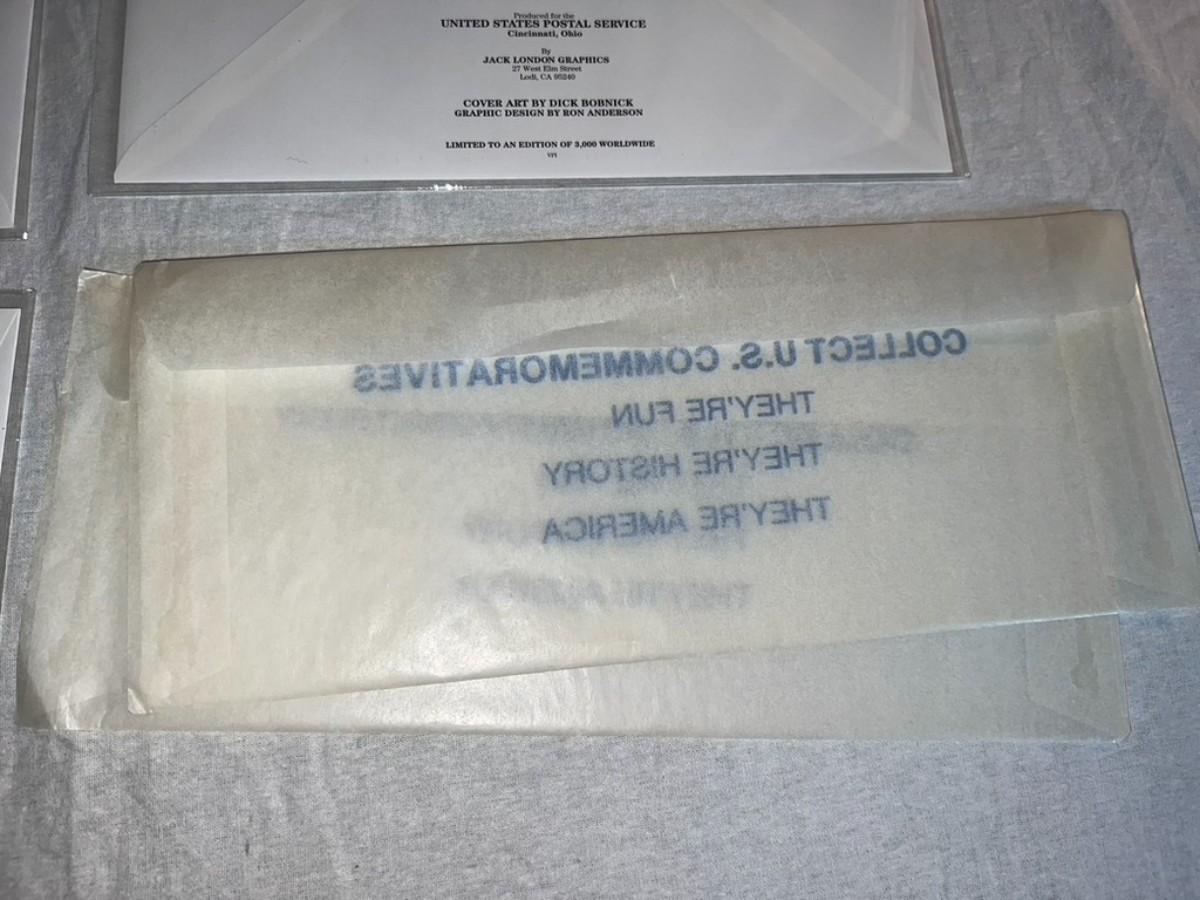 Produced for the
UNITED STATES POSTAL SERVICE
Cincinnati, Ohio
By
JACK LONDON GRAPHICS
27 West Elm Street
Lodi, CA 95240
COVER ART BY DICK BOBNICK
GRAPHIC DESIGN BY RON ANDERSON
LIMITED TO AN EDITION OF 3,000 WORLDWIDE
COLLECT U.S. COMMEMORATIVES
THEY'RE FUN
THEY'RE HISTORY
THEY'RE AMERICA